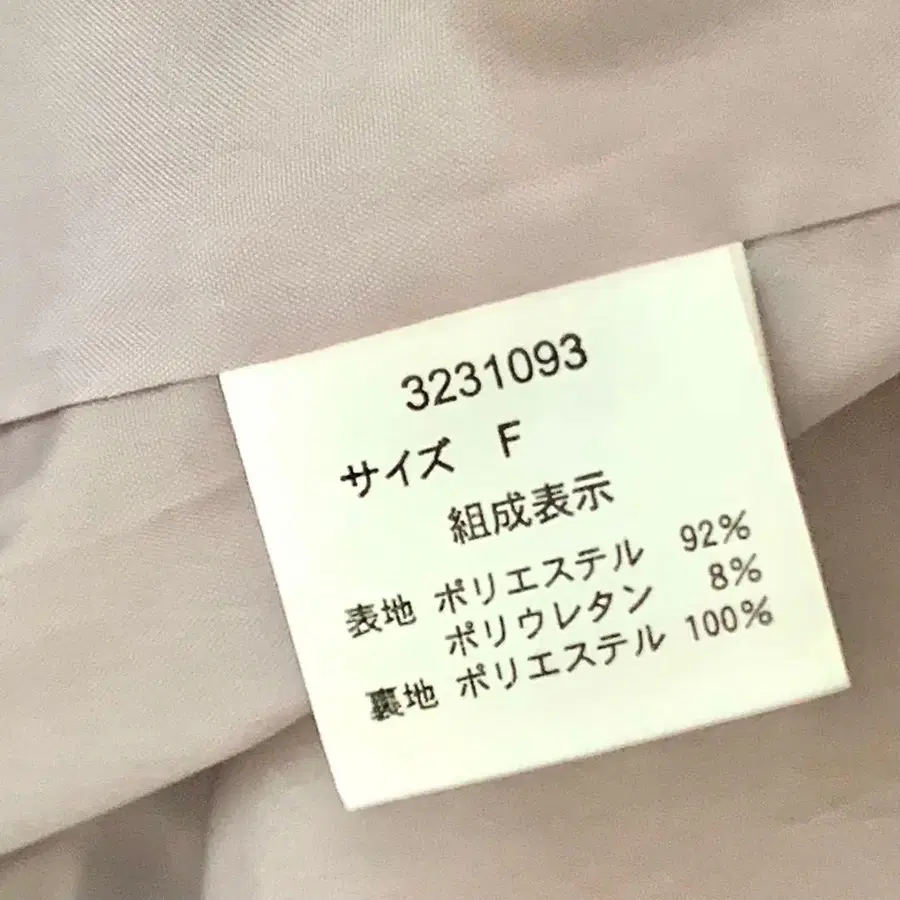 3231093
サイズ F
組成表示
表地 ポリエステル 92%
ポリウレタン 8%
裏地 ポリエステル 100%